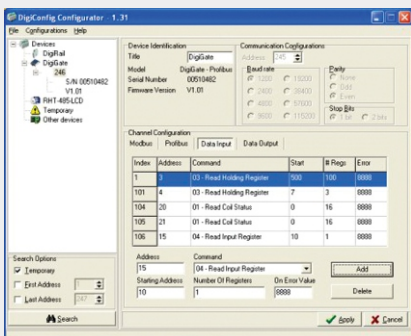 DigiConfig Configurator - 1.31
File Configurations Help
Devices
DigiRail
DigiGate
246
S/N 00510482
V1.01
RHT-485-LCD
Temporary
Other devices
Search Options
Temporary
First Address 1
Last Address 247
Search
Device Identification
Title DigiGate
Model DigiGate - Profibus
Serial Number 00510482
Firmware Version V1.01
Communication Configurations
Address 245
Baud rate
1200 19200
2400 38400
4800 57600
9600 115200
Parity
None
Odd
Even
Stop Bits
1 bit 2 bits
Channel Configuration
Modbus Profibus Data Input Data Output
Index Address Command Start # Regs Error
1 3 03 - Read Holding Register 500 100 8888
101 4 03 - Read Holding Register 7 3 8888
104 20 01 - Read Coil Status 0 16 8888
105 21 01 - Read Coil Status 0 16 8888
106 15 04 - Read Input Register 10 1 8888
Address Command
15 04 - Read Input Register Add
Starting Address Number Of Registers On Error Value
10 1 8888 Delete
Apply Cancel